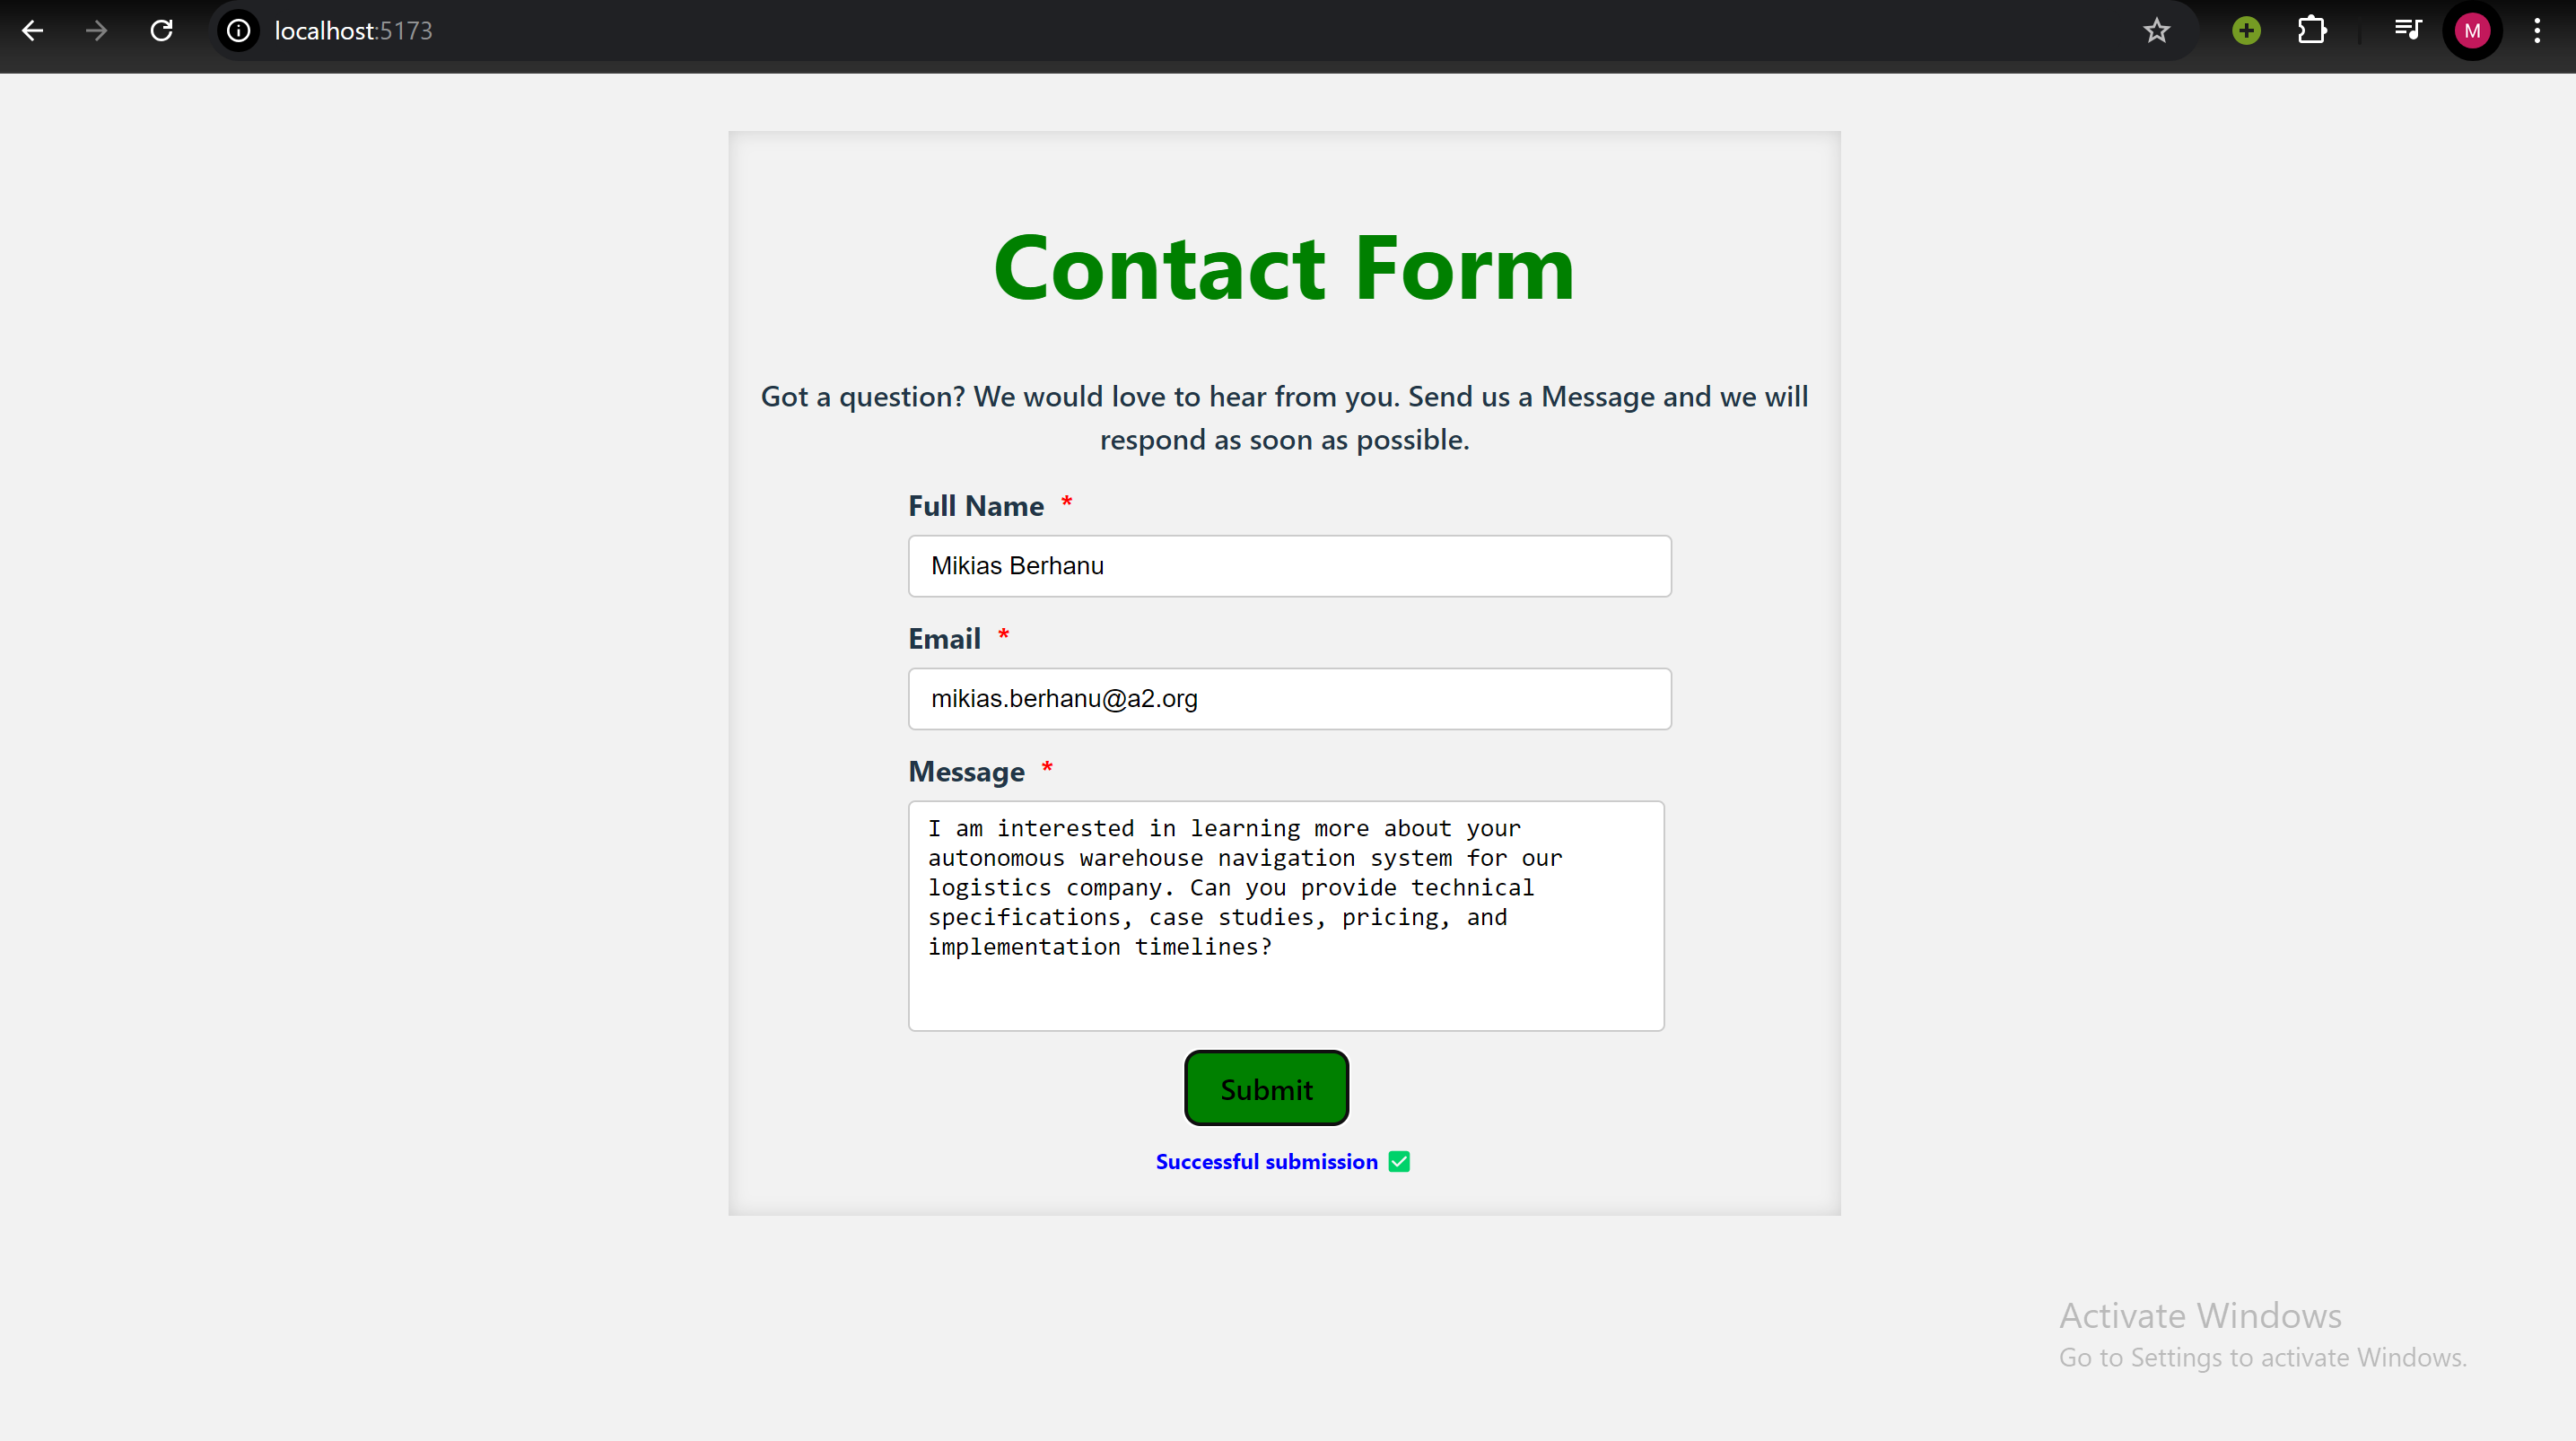 localhost:5173
M
Contact Form
Got a question? We would love to hear from you. Send us a Message and we will
respond as soon as possible.
Full Name *
Mikias Berhanu
Email *
mikias.berhanu@a2.org
Message *
I am interested in learning more about your
autonomous warehouse navigation system for our
logistics company. Can you provide technical
specifications, case studies, pricing, and
implementation timelines?
Submit
Successful submission ✅
Activate Windows
Go to Settings to activate Windows.